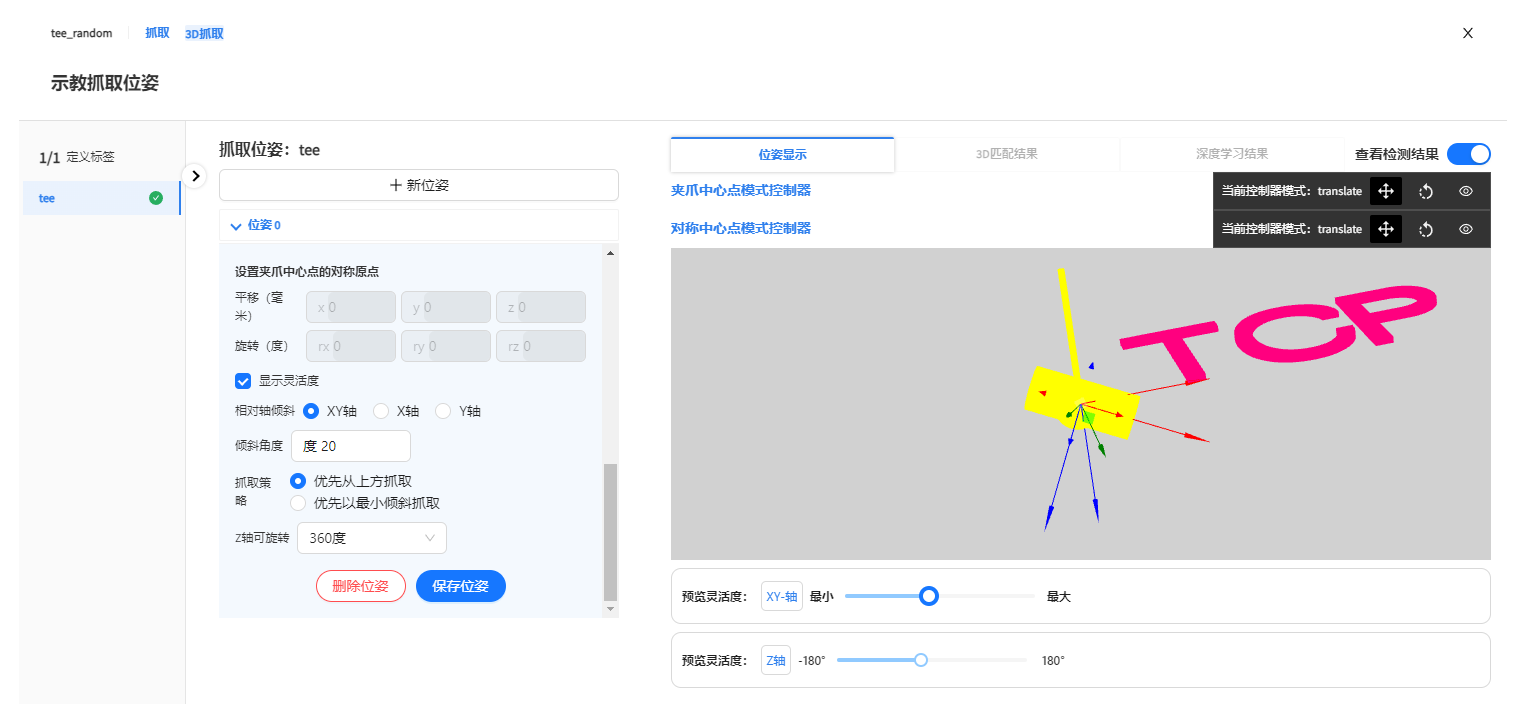 tee_random 抓取 3D抓取 X
示教抓取位姿
1/1 定义标签
tee
抓取位姿：tee
+ 新位姿
位姿 0
设置夹爪中心点的对称原点
平移（毫
米）
x 0 y 0 z 0
旋转（度） rx 0 ry 0 rz 0
显示灵活度
相对轴倾斜 XY轴 X轴 Y轴
倾斜角度 度 20
抓取策
略
优先从上方抓取
优先以最小倾斜抓取
Z轴可旋转 360度
删除位姿 保存位姿
位姿显示 3D匹配结果 深度学习结果 查看检测结果
夹爪中心点模式控制器 当前控制器模式：translate
对称中心点模式控制器 当前控制器模式：translate
TCP
预览灵活度： XY-轴 最小 最大
预览灵活度： Z轴 -180° 180°